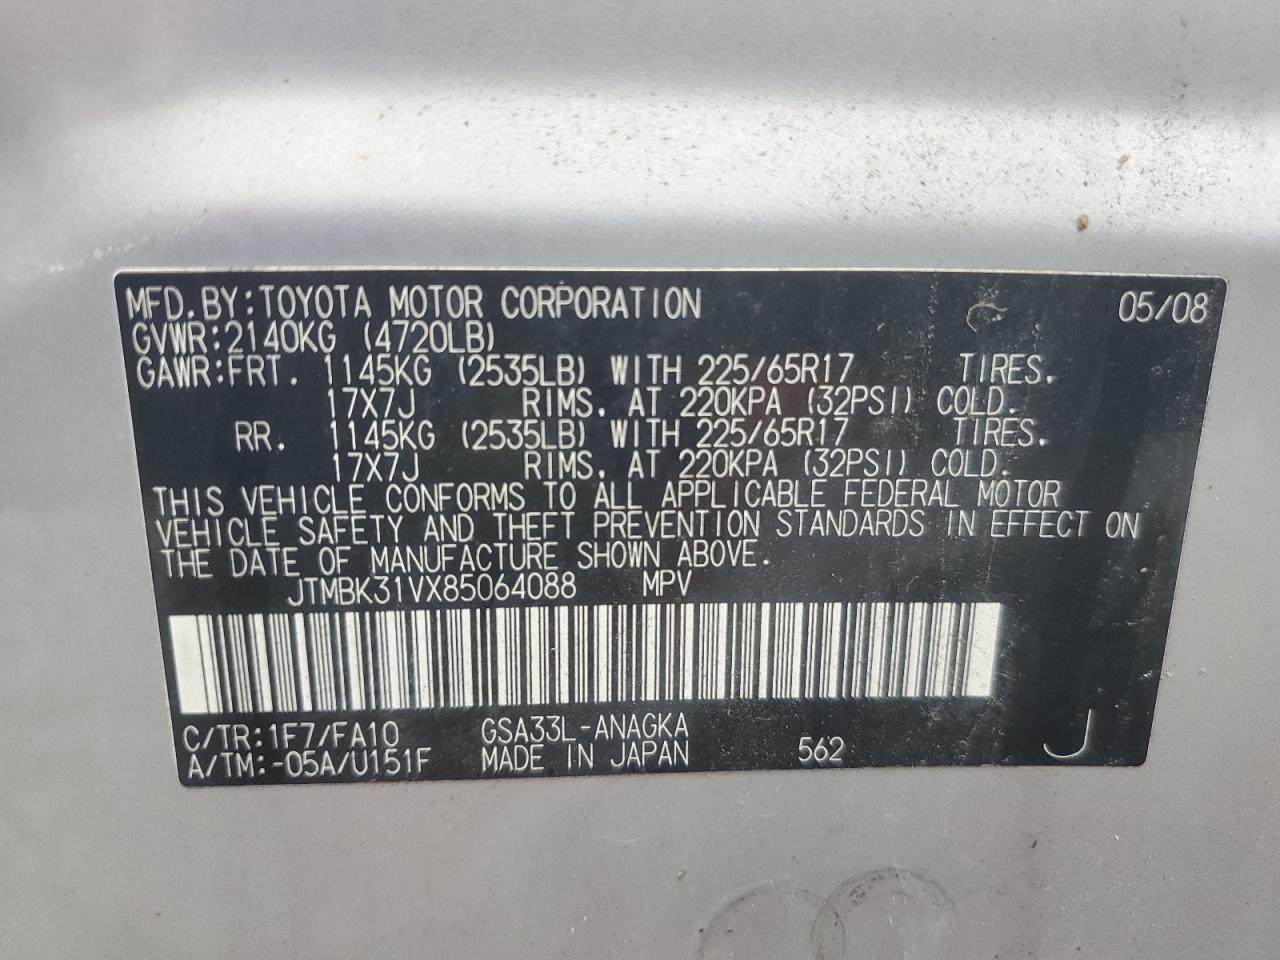 MFD.BY:TOYOTA MOTOR CORPORATION 05/08
GVWR:2140KG (4720LB)
GAWR:FRT. 1145KG (2535LB) WITH 225/65R17 TIRES.
17X7J RIMS. AT 220KPA (32PSI) COLD.
RR. 1145KG (2535LB) WITH 225/65R17 TIRES.
17X7J RIMS. AT 220KPA (32PSI) COLD.
THIS VEHICLE CONFORMS TO ALL APPLICABLE FEDERAL MOTOR
VEHICLE SAFETY AND THEFT PREVENTION STANDARDS IN EFFECT ON
THE DATE OF MANUFACTURE SHOWN ABOVE.
JTMBK31VX85064088 MPV
C/TR:1F7/FA10 GSA33L-ANAGKA
A/TM:-05A/U151F MADE IN JAPAN 562 J